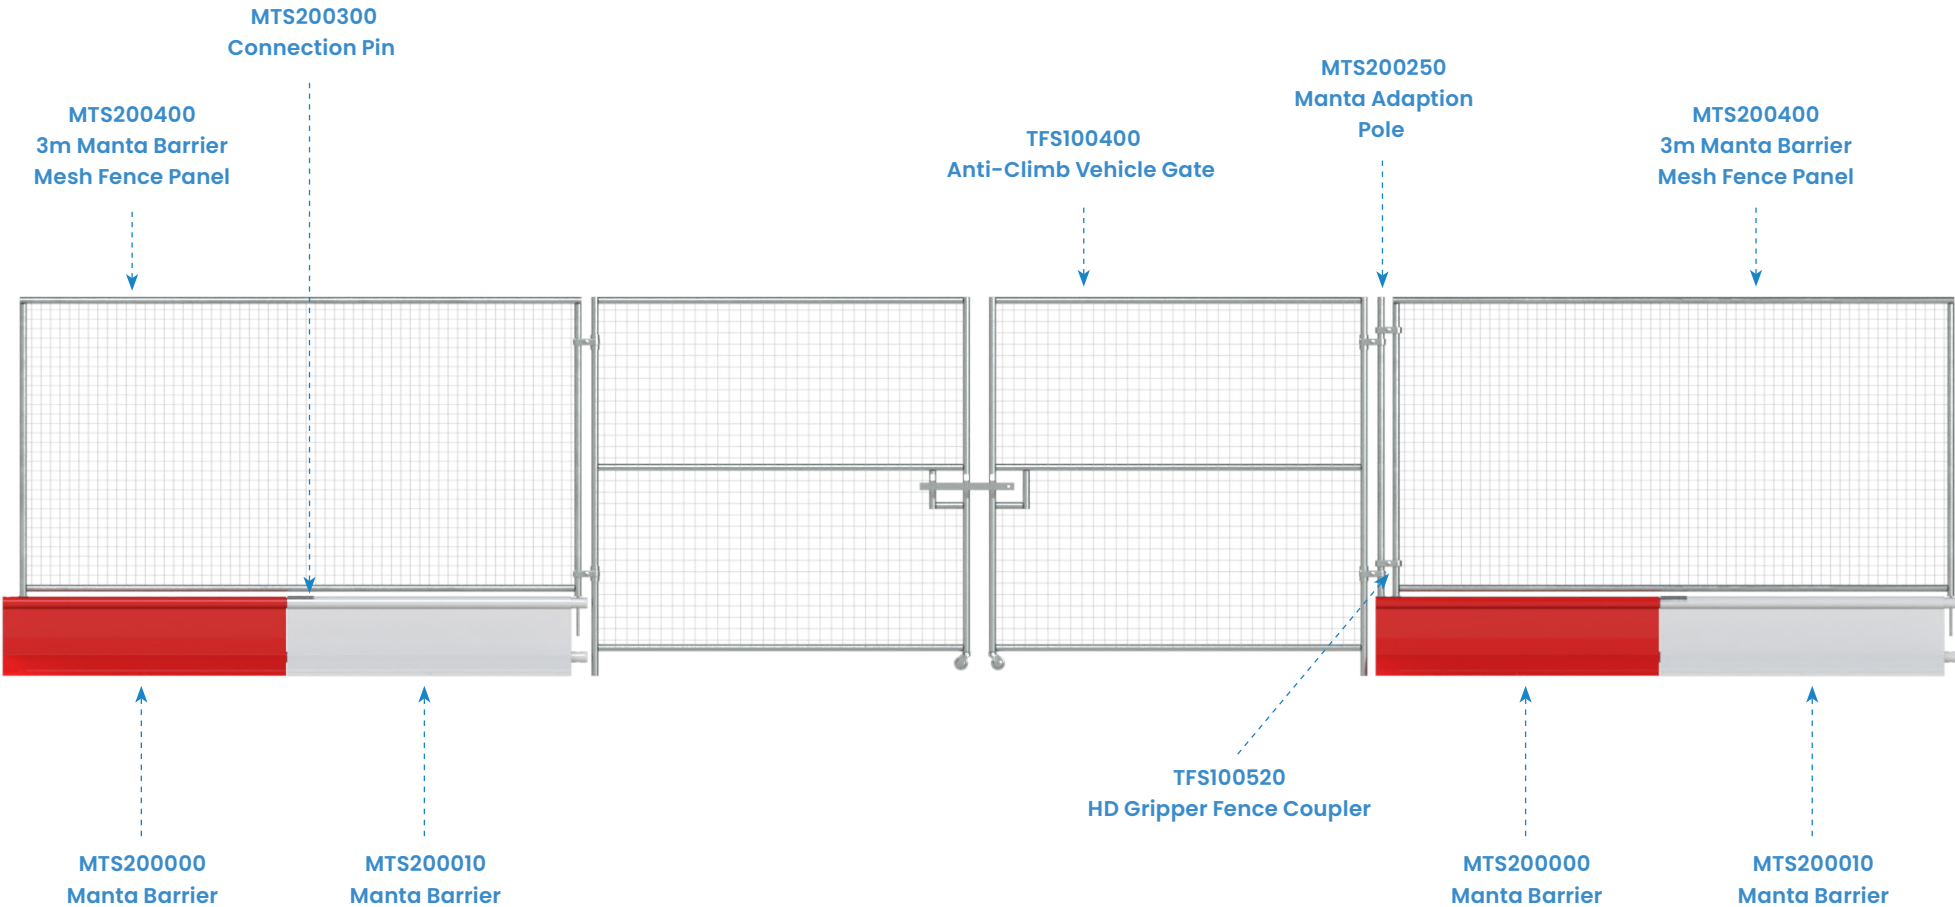 MTS200300
Connection Pin
MTS200400
3m Manta Barrier
Mesh Fence Panel
TFS100400
Anti-Climb Vehicle Gate
MTS200250
Manta Adaption
Pole
MTS200400
3m Manta Barrier
Mesh Fence Panel
TFS100520
HD Gripper Fence Coupler
MTS200000
Manta Barrier
MTS200010
Manta Barrier
MTS200000
Manta Barrier
MTS200010
Manta Barrier